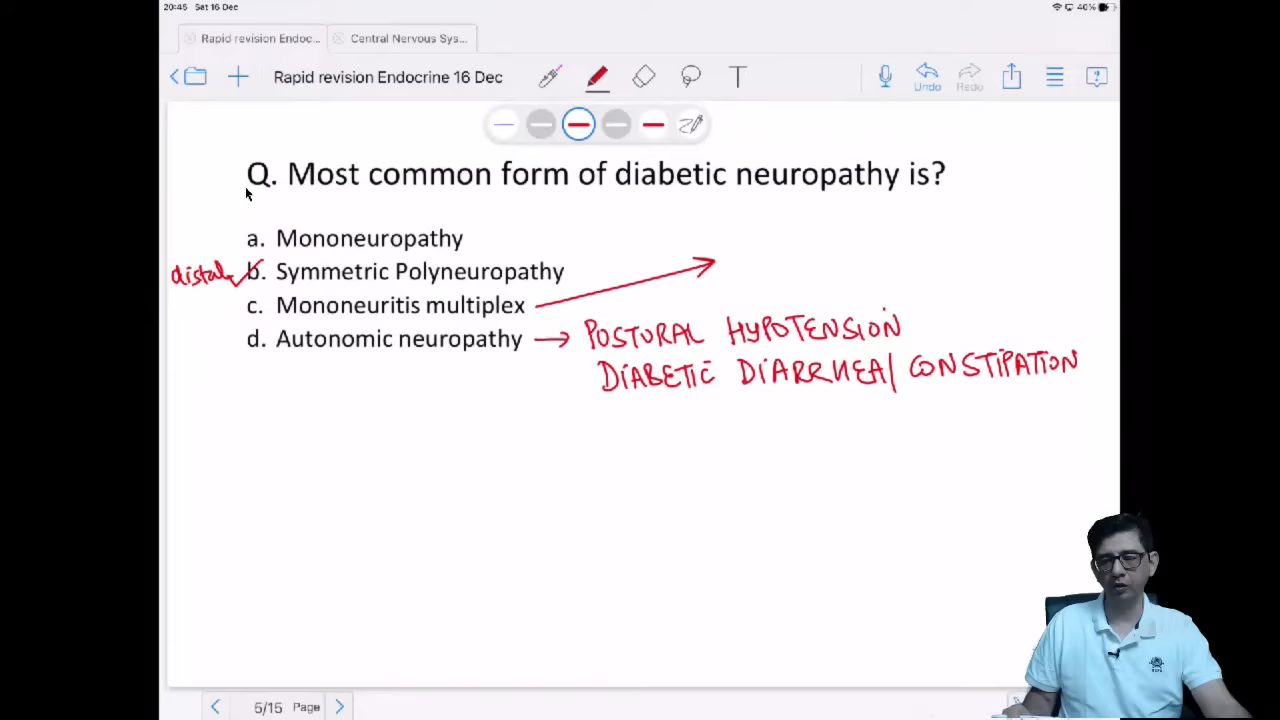 20:45 Sat 16 Dec
40%
Rapid revision Endoc...
Central Nervous Sys...
Rapid revision Endocrine 16 Dec
T
Undo
Redo
Q. Most common form of diabetic neuropathy is?
a. Mononeuropathy
distal b. Symmetric Polyneuropathy
c. Mononeuritis multiplex
d. Autonomic neuropathy → POSTURAL HYPOTENSION
DIABETIC DIARRHEA/ CONSTIPATION
5/15 Page